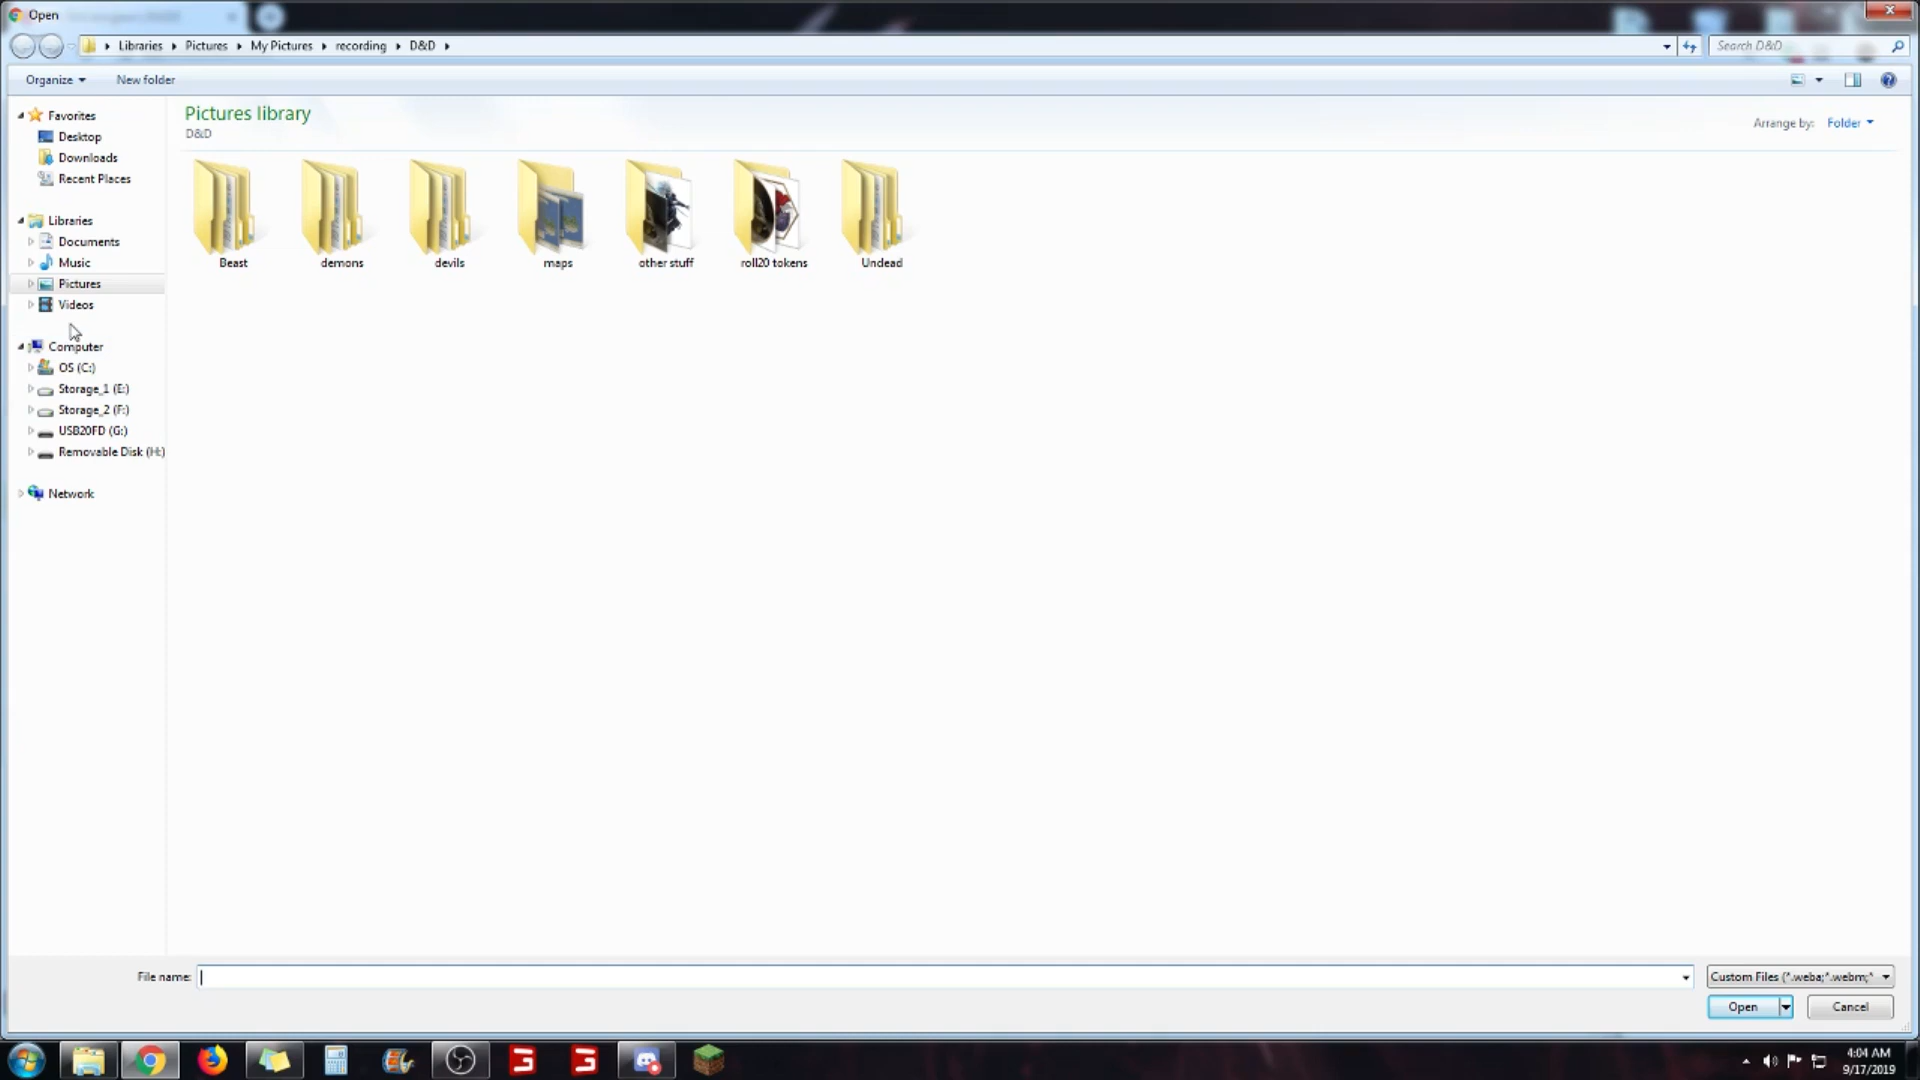 Open
Libraries ▸ Pictures ▸ My Pictures ▸ recording ▸ D&D ▸
Search D&D
Organize
New folder
Favorites
Desktop
Downloads
Recent Places
Libraries
Documents
Music
Pictures
Videos
Computer
OS (C:)
Storage_1 (E:)
Storage_2 (F:)
USB20FD (G:)
Removable Disk (H:)
Network
Pictures library
D&D
Arrange by: Folder
Beast
demons
devils
maps
other stuff
roll20 tokens
Undead
File name:
Custom Files (*.weba;*.webm;*
Open
Cancel
4:04 AM
9/17/2019